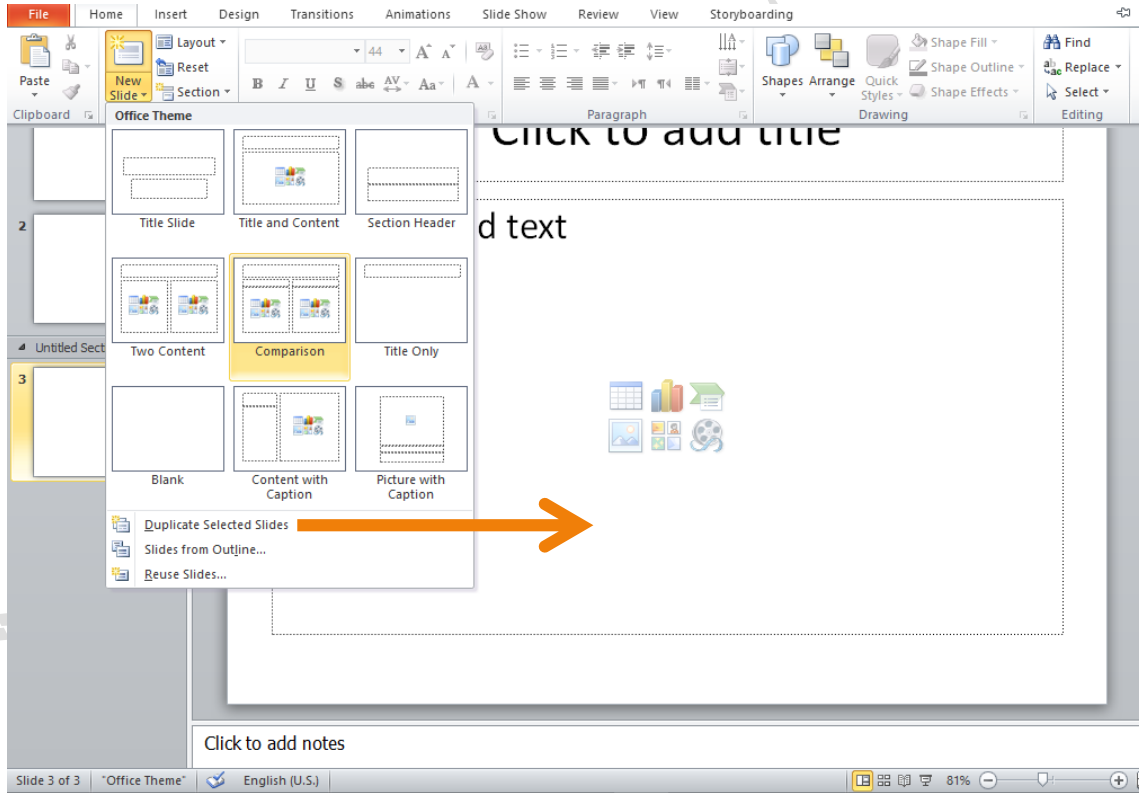 File Home Insert Design Transitions Animations Slide Show Review View Storyboarding
Paste
Clipboard
New Slide
Layout
Reset
Section
44
B I U S abc AV Aa A
Paragraph
Shapes Arrange Quick Styles
Shape Fill
Shape Outline
Shape Effects
Drawing
Find
Replace
Select
Editing
Office Theme
Title Slide Title and Content Section Header
Two Content Comparison Title Only
Blank Content with Caption Picture with Caption
Duplicate Selected Slides
Slides from Outline...
Reuse Slides...
2
Untitled Sect
3
Click to add title
d text
Click to add notes
Slide 3 of 3 "Office Theme" English (U.S.) 81%